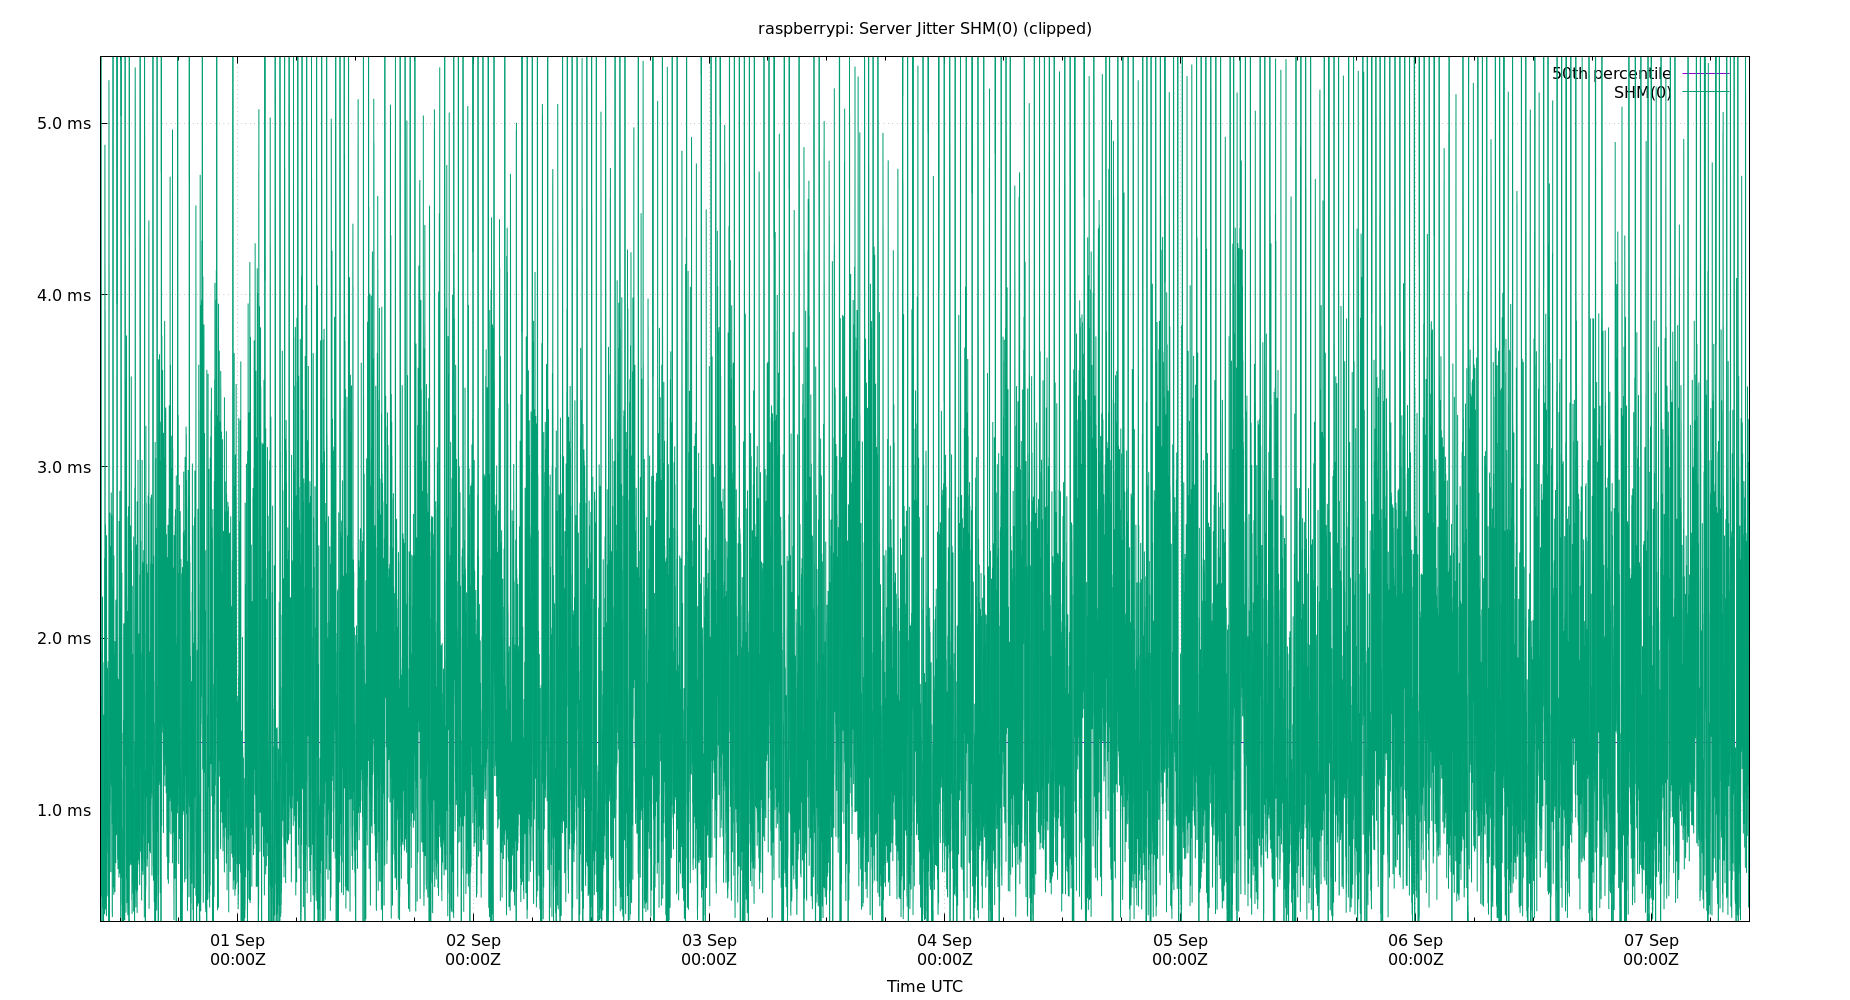 raspberrypi: Server Jitter SHM(0) (clipped)
50th percentile
SHM(0)
5.0 ms
4.0 ms
3.0 ms
2.0 ms
1.0 ms
01 Sep 02 Sep 03 Sep 04 Sep 05 Sep 06 Sep 07 Sep
00:00Z 00:00Z 00:00Z 00:00Z 00:00Z 00:00Z 00:00Z
Time UTC